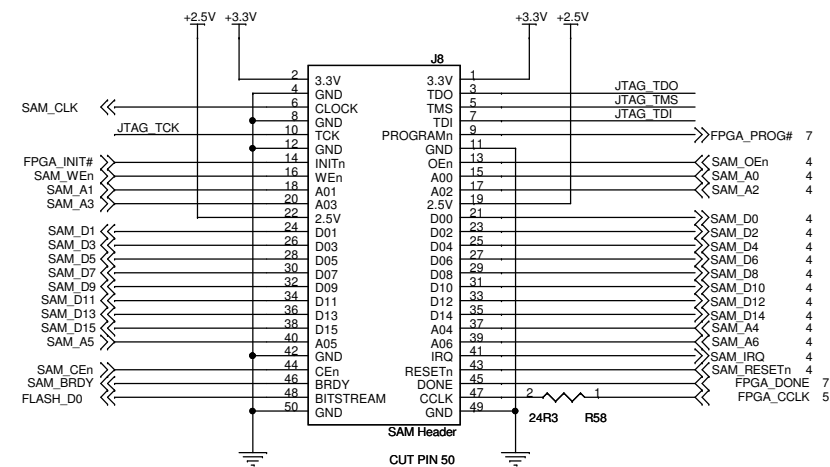 +2.5V +3.3V +3.3V +2.5V
J8
2 3.3V 3.3V 1
4 GND TDO 3 JTAG_TDO
SAM_CLK 6 CLOCK TMS 5 JTAG_TMS
8 GND TDI 7 JTAG_TDI
JTAG_TCK 10 TCK PROGRAMn 9 FPGA_PROG# 7
12 GND GND 11
FPGA_INIT# 14 INITn OEn 13 SAM_OEn 4
SAM_WEn 16 WEn A00 15 SAM_A0 4
SAM_A1 18 A01 A02 17 SAM_A2 4
SAM_A3 20 A03 2.5V 19
22 2.5V D00 21 SAM_D0 4
SAM_D1 24 D01 D02 23 SAM_D2 4
SAM_D3 26 D03 D04 25 SAM_D4 4
SAM_D5 28 D05 D06 27 SAM_D6 4
SAM_D7 30 D07 D08 29 SAM_D8 4
SAM_D9 32 D09 D10 31 SAM_D10 4
SAM_D11 34 D11 D12 33 SAM_D12 4
SAM_D13 36 D13 D14 35 SAM_D14 4
SAM_D15 38 D15 A04 37 SAM_A4 4
SAM_A5 40 A05 A06 39 SAM_A6 4
42 GND IRQ 41 SAM_IRQ 4
SAM_CEn 44 CEn RESETn 43 SAM_RESETn 4
SAM_BRDY 46 BRDY DONE 45 FPGA_DONE 7
FLASH_D0 48 BITSTREAM CCLK 47 2 1 FPGA_CCLK 5
50 GND GND 49 24R3 R58
SAM Header
CUT PIN 50